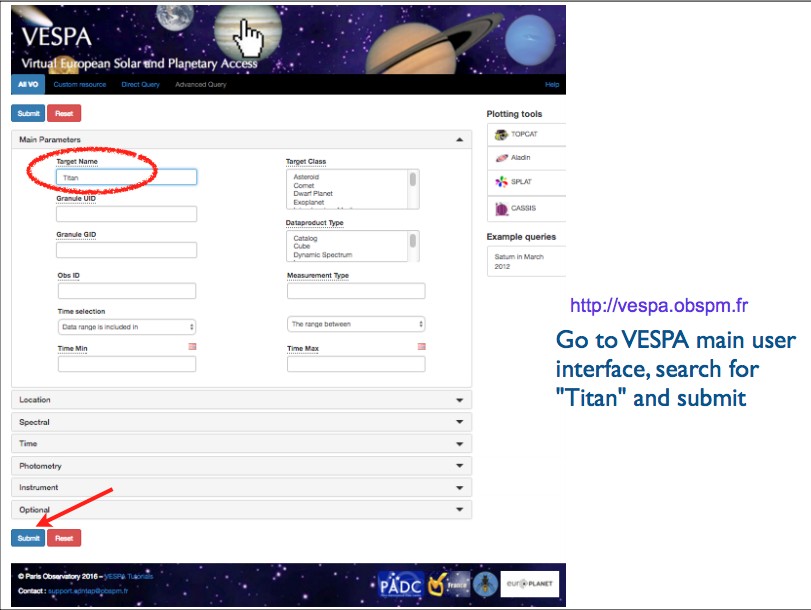 VESPA
Virtual European Solar and Planetary Access
All VO Custom resource Direct Query Advanced Query Help
Submit Reset
Main Parameters
Target Name
Titan
Granule UID
Granule GID
Obs ID
Time selection
Data range is included in
Time Min
Target Class
Asteroid
Comet
Dwarf Planet
Exoplanet
Dataproduct Type
Catalog
Cube
Dynamic Spectrum
Measurement Type
The range between
Time Max
Location
Spectral
Time
Photometry
Instrument
Optional
Submit Reset
Plotting tools
TOPCAT
Aladin
SPLAT
CASSIS
Example queries
Saturn in March
2012
http://vespa.obspm.fr
Go to VESPA main user
interface, search for
"Titan" and submit
© Paris Observatory 2016 – VESPA Tutorials
Contact : support.epntap@obspm.fr
PADC
France
EUROPLANET